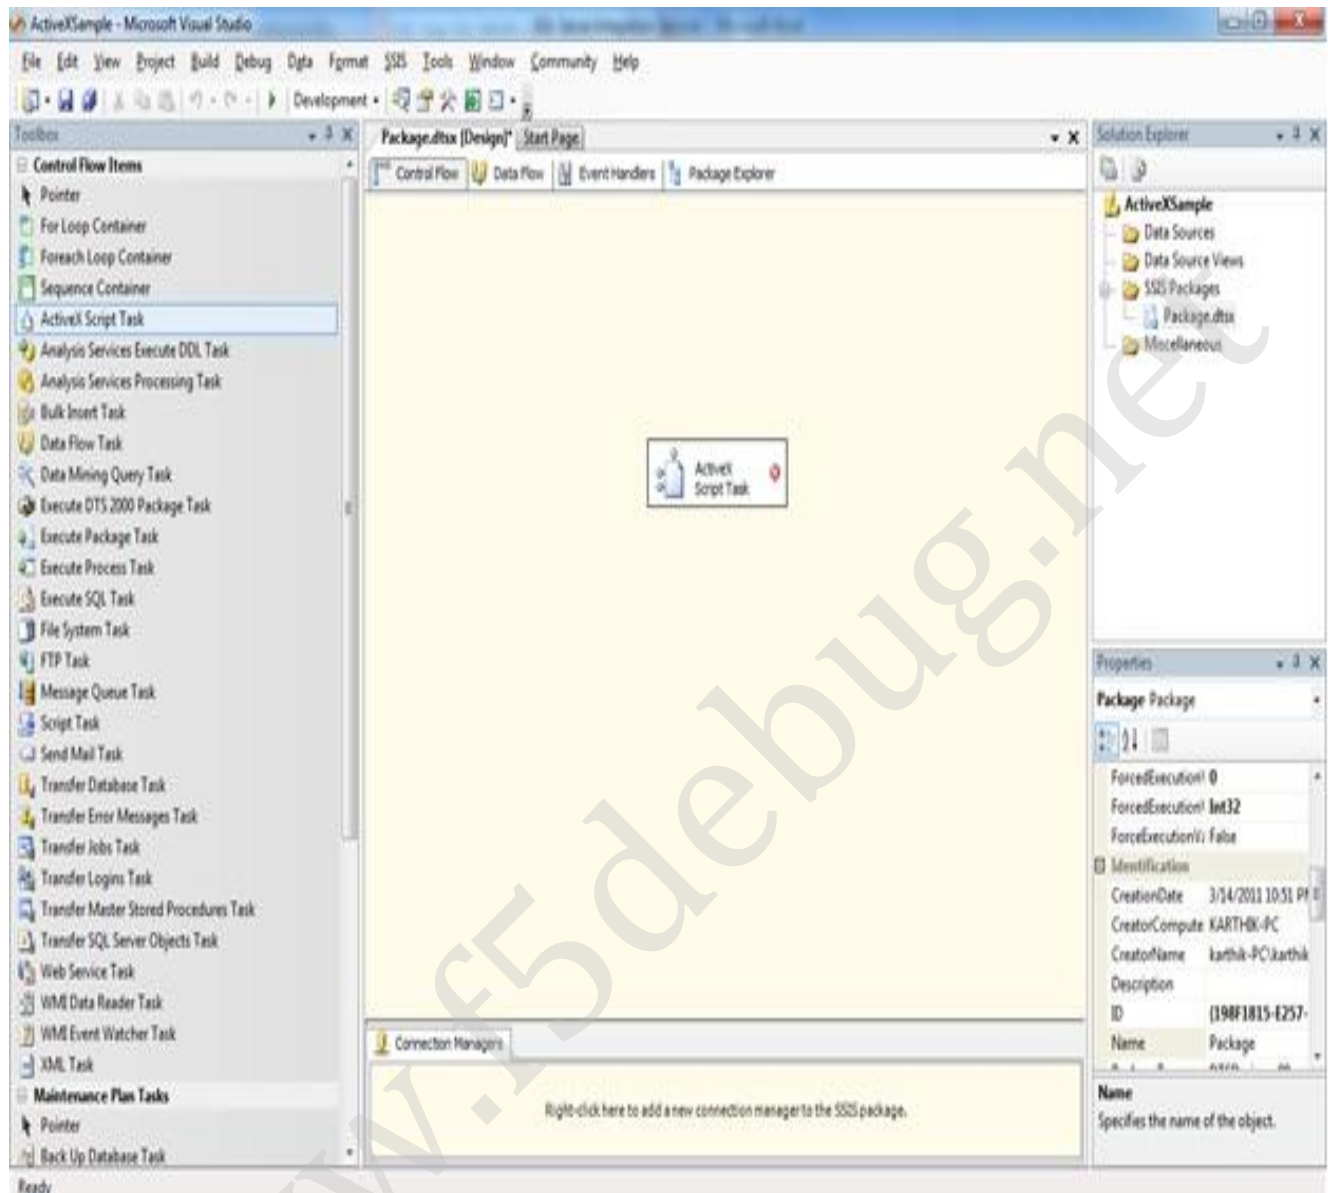 ActiveXSample - Microsoft Visual Studio
File Edit View Project Build Debug Data Format SSIS Tools Window Community Help
Development
Toolbox
Control Flow Items
Pointer
For Loop Container
Foreach Loop Container
Sequence Container
ActiveX Script Task
Analysis Services Execute DDL Task
Analysis Services Processing Task
Bulk Insert Task
Data Flow Task
Data Mining Query Task
Execute DTS 2000 Package Task
Execute Package Task
Execute Process Task
Execute SQL Task
File System Task
FTP Task
Message Queue Task
Script Task
Send Mail Task
Transfer Database Task
Transfer Error Messages Task
Transfer Jobs Task
Transfer Logins Task
Transfer Master Stored Procedures Task
Transfer SQL Server Objects Task
Web Service Task
WMI Data Reader Task
WMI Event Watcher Task
XML Task
Maintenance Plan Tasks
Pointer
Back Up Database Task
Ready
Package.dtsx [Design]* Start Page
Control Flow Data Flow Event Handlers Package Explorer
ActiveX
Script Task
Connection Managers
Right-click here to add a new connection manager to the SSIS package.
Solution Explorer
ActiveXSample
Data Sources
Data Source Views
SSIS Packages
Package.dtsx
Miscellaneous
Properties
Package Package
ForcedExecution 0
ForcedExecution Int32
ForceExecutionV False
Identification
CreationDate 3/14/2011 10:51 PM
CreatorCompute KARTHIK-PC
CreatorName karthik-PC\karthik
Description
ID {198F1815-E257-
Name Package
Name
Specifies the name of the object.
w.f5debug.net